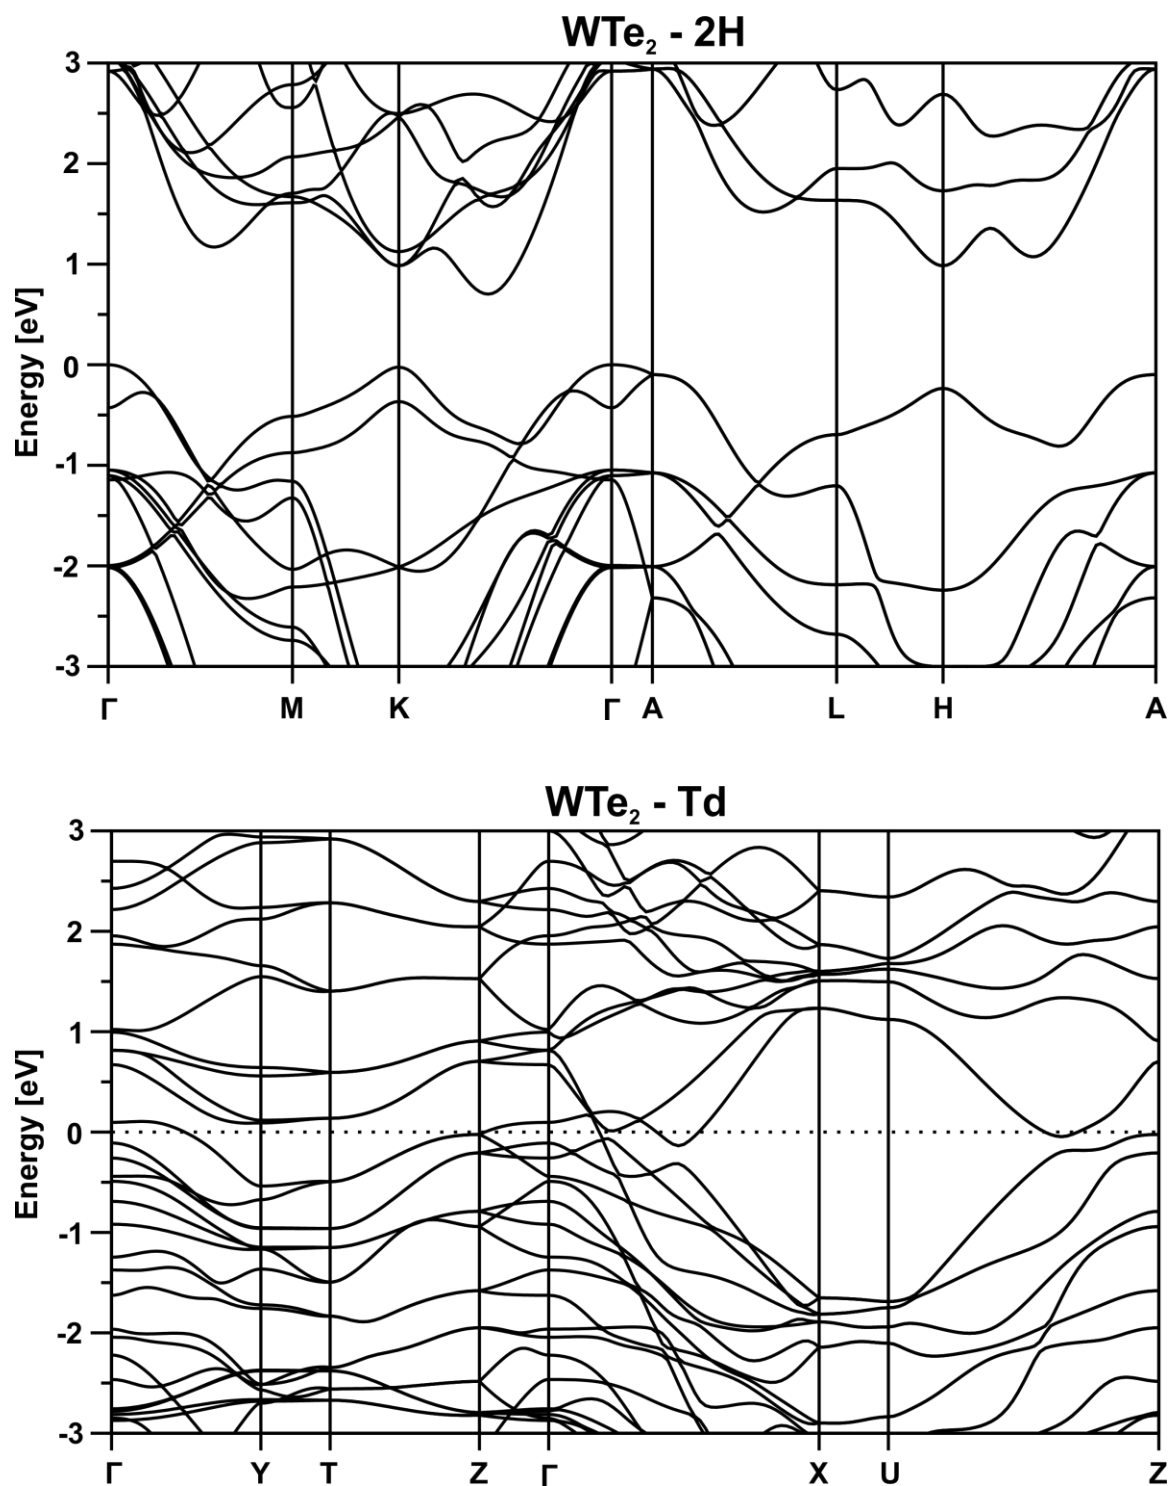 WTe₂ - 2H
3
2
1
0
-1
-2
-3
Energy [eV]
Γ M K Γ A L H A
WTe₂ - Td
3
2
1
0
-1
-2
-3
Energy [eV]
Γ Y T Z Γ X U Z